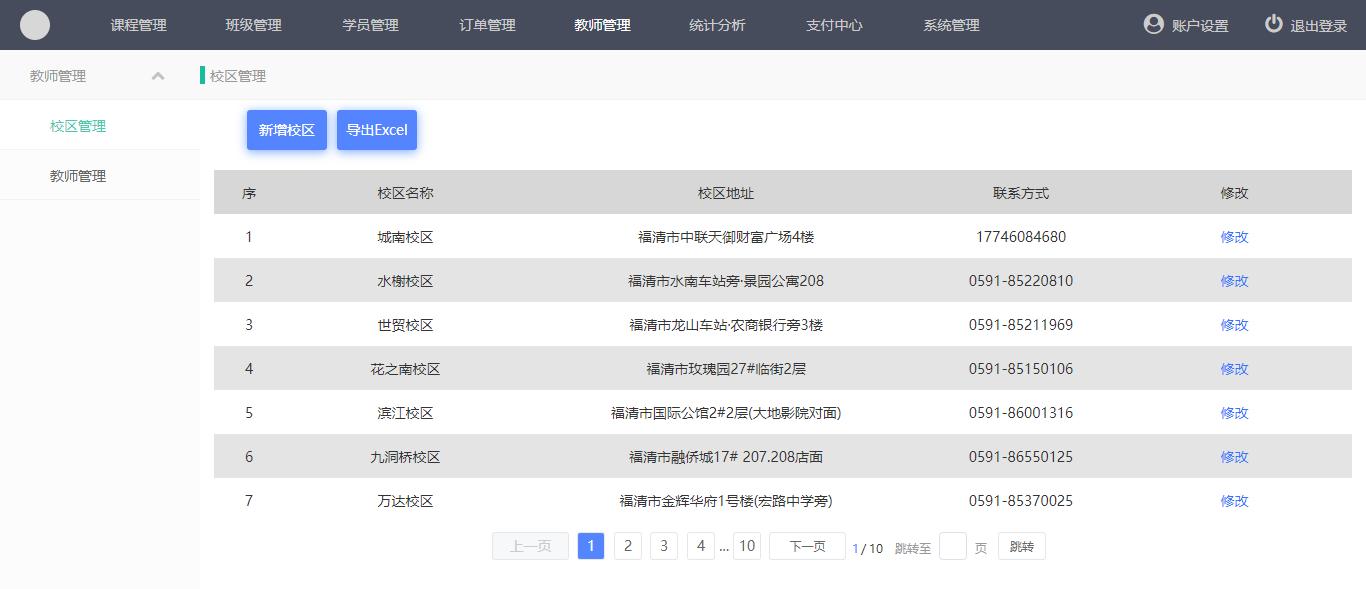 课程管理 班级管理 学员管理 订单管理 教师管理 统计分析 支付中心 系统管理 账户设置 退出登录
教师管理 校区管理
校区管理
教师管理
新增校区 导出Excel
序 校区名称 校区地址 联系方式 修改
1 城南校区 福清市中联天御财富广场4楼 17746084680 修改
2 水榭校区 福清市水南车站旁·景园公寓208 0591-85220810 修改
3 世贸校区 福清市龙山车站·农商银行旁3楼 0591-85211969 修改
4 花之南校区 福清市玫瑰园27#临街2层 0591-85150106 修改
5 滨江校区 福清市国际公馆2#2层(大地影院对面) 0591-86001316 修改
6 九洞桥校区 福清市融侨城17# 207.208店面 0591-86550125 修改
7 万达校区 福清市金辉华府1号楼(宏路中学旁) 0591-85370025 修改
上一页 1 2 3 4 ... 10 下一页 1 / 10 跳转至 页 跳转